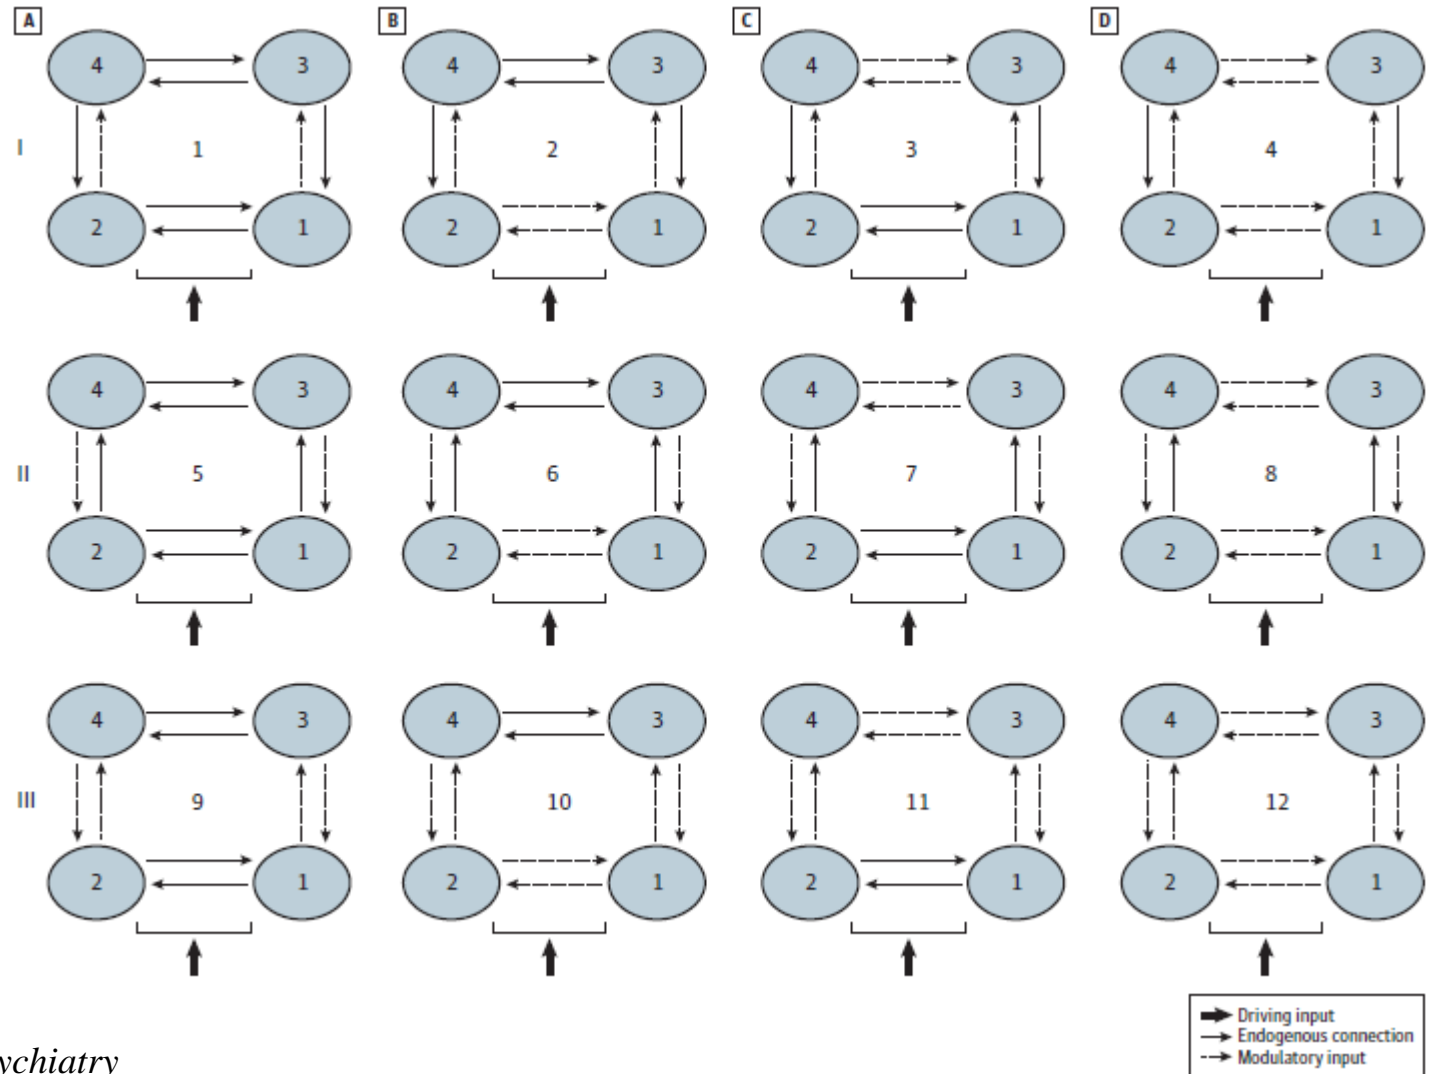 A B C D
4 3 4 3 4 3 4 3
I 1 2 3 4
2 1 2 1 2 1 2 1
4 3 4 3 4 3 4 3
II 5 6 7 8
2 1 2 1 2 1 2 1
4 3 4 3 4 3 4 3
III 9 10 11 12
2 1 2 1 2 1 2 1
Driving input
Endogenous connection
Modulatory input
ychiatry